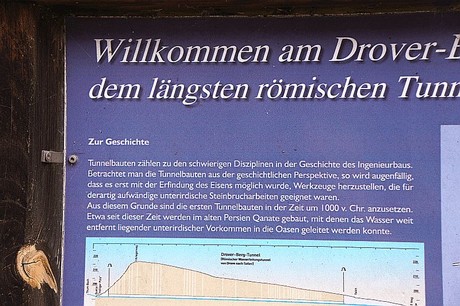 Willkommen am Drover-B
dem längsten römischen Tunn
Zur Geschichte
Tunnelbauten zählen zu den schwierigen Disziplinen in der Geschichte des Ingenieurbaus.
Betrachtet man die Tunnelbauten aus der geschichtlichen Perspektive, so wird augenfällig,
dass es erst mit der Erfindung des Eisens möglich wurde, Werkzeuge herzustellen, die für
derartig aufwändige unterirdische Steinbrucharbeiten geeignet waren.
Aus diesem Grunde sind die ersten Tunnelbauten in der Zeit um 1000 v. Chr. anzusetzen.
Etwa seit dieser Zeit werden im alten Persien Qanate gebaut, mit denen das Wasser weit
entfernt liegender unterirdischer Vorkommen in die Oasen geleitet werden konnte.
Drover-Berg-Tunnel